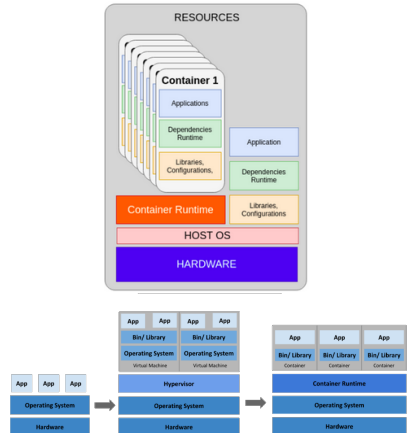 RESOURCES
Container 1
Applications
Dependencies
Runtime
Libraries,
Configurations,
Application
Dependencies
Runtime
Libraries,
Configurations
Container Runtime
HOST OS
HARDWARE
App App App
Operating System
Hardware
App App App App
Bin/ Library Bin/ Library
Operating System Operating System
Virtual Machine Virtual Machine
Hypervisor
Operating System
Hardware
App App App
Bin/ Library Bin/ Library Bin/ Library
Container Container Container
Container Runtime
Operating System
Hardware